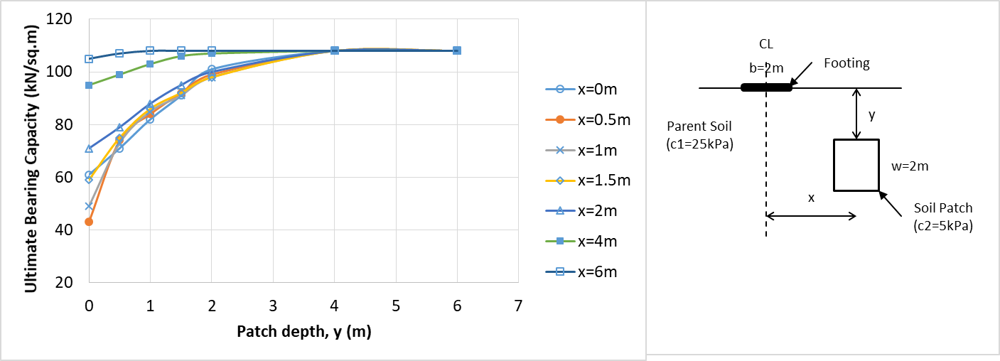 Ultimate Bearing Capacity (kN/sq.m)
120
100
80
60
40
20
0
1
2
3
4
5
6
7
Patch depth, y (m)
x=0m
x=0.5m
x=1m
x=1.5m
x=2m
x=4m
x=6m
CL
b=2m
Footing
y
Parent Soil
(c1=25kPa)
w=2m
x
Soil Patch
(c2=5kPa)